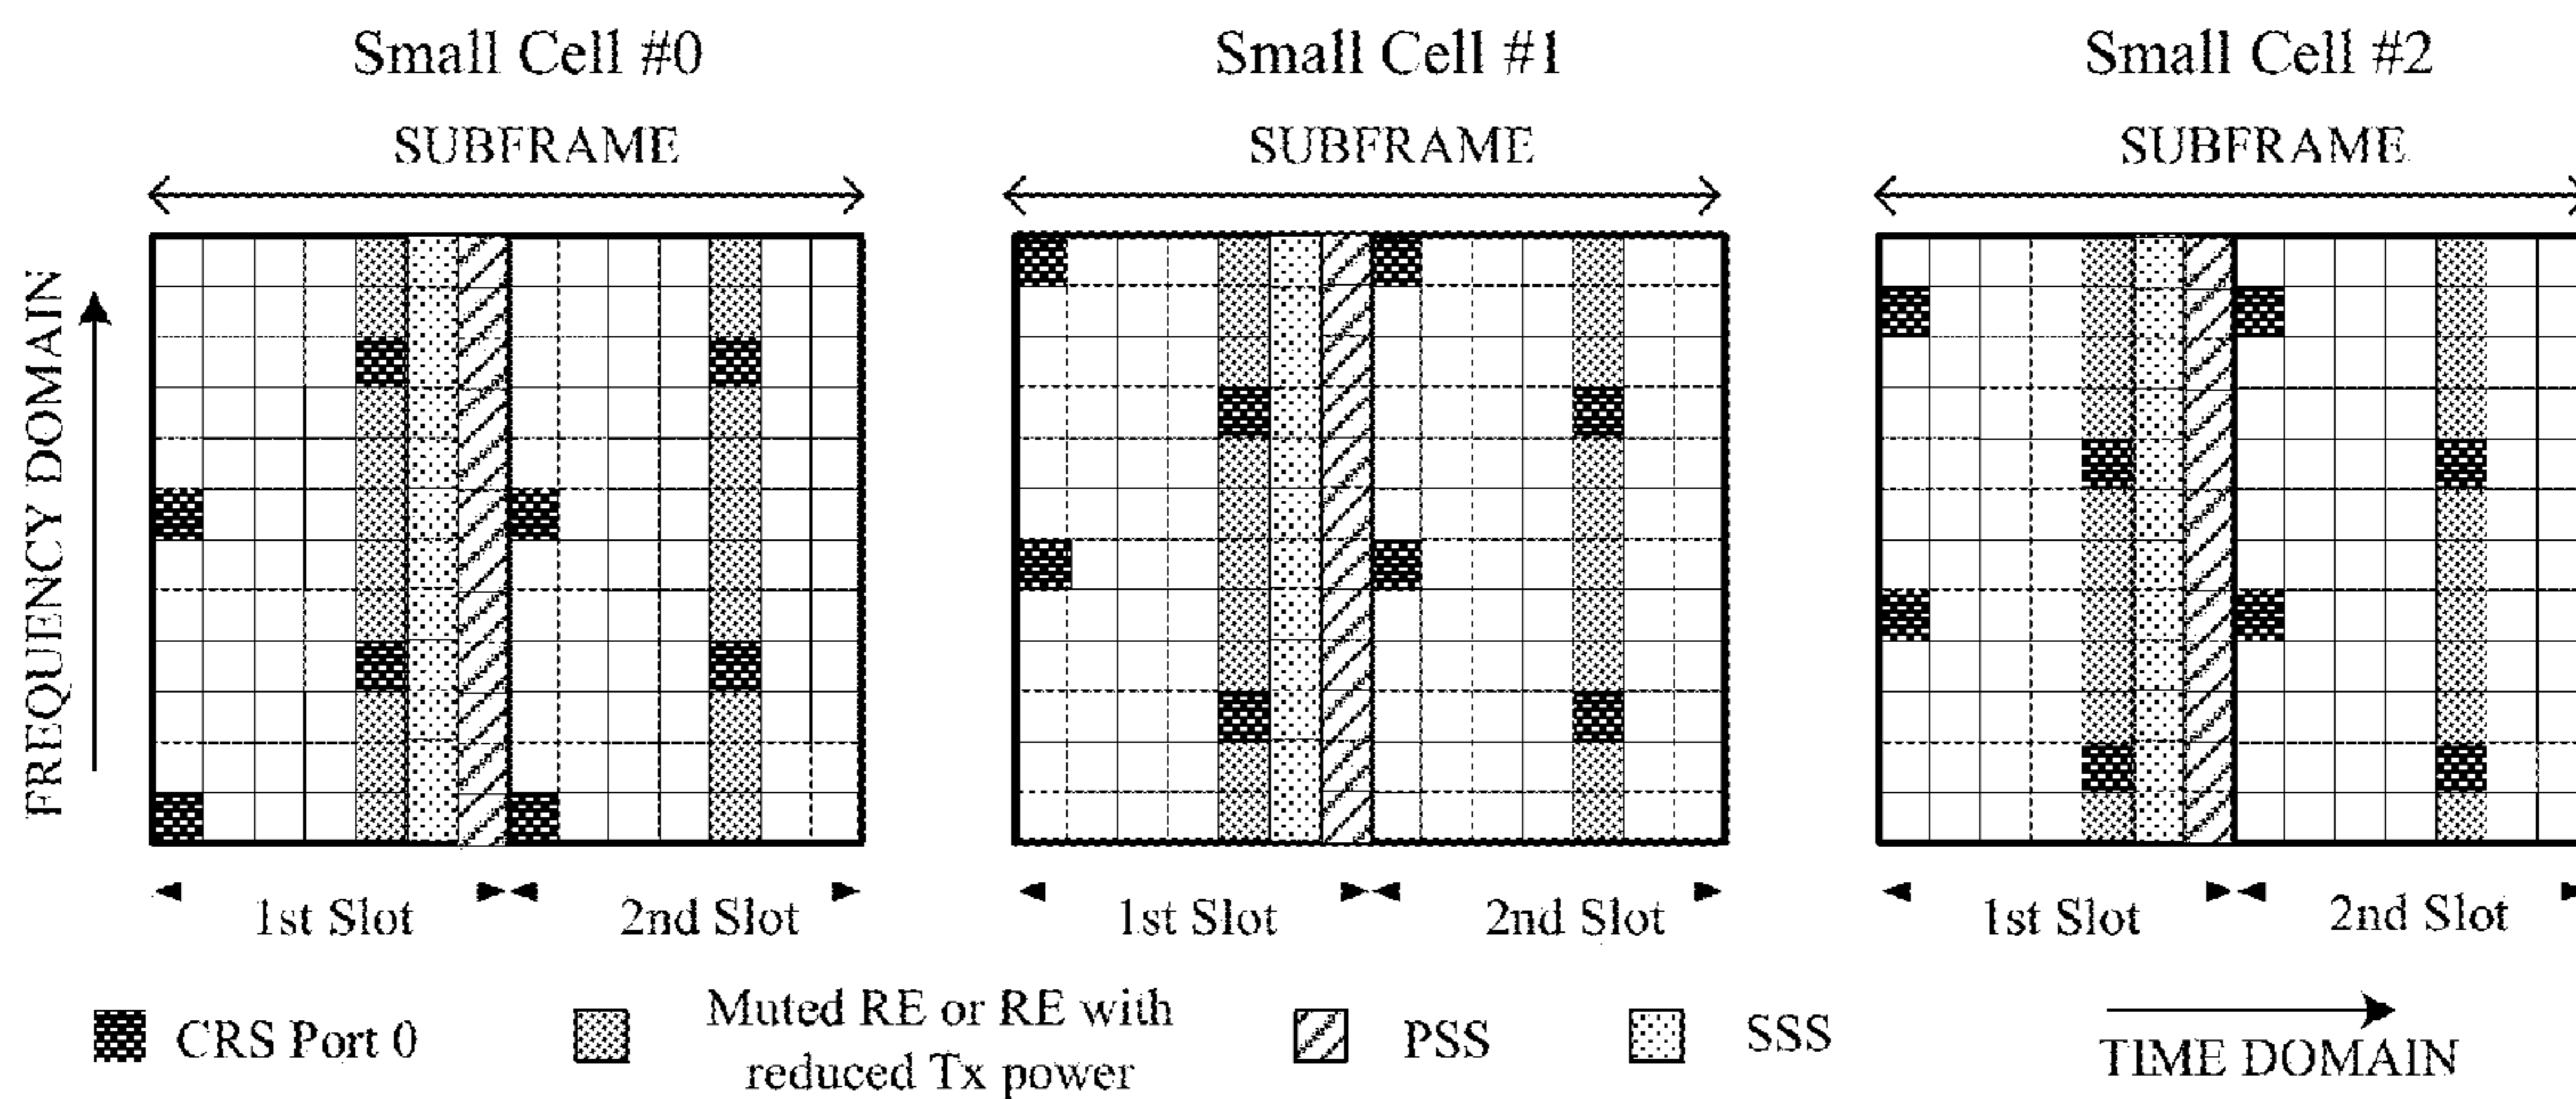 Small Cell #0
Small Cell #1
Small Cell #2
SUBFRAME
SUBFRAME
SUBFRAME
FREQUENCY DOMAIN
1st Slot
2nd Slot
1st Slot
2nd Slot
1st Slot
2nd Slot
CRS Port 0
Muted RE or RE with
reduced Tx power
PSS
SSS
TIME DOMAIN